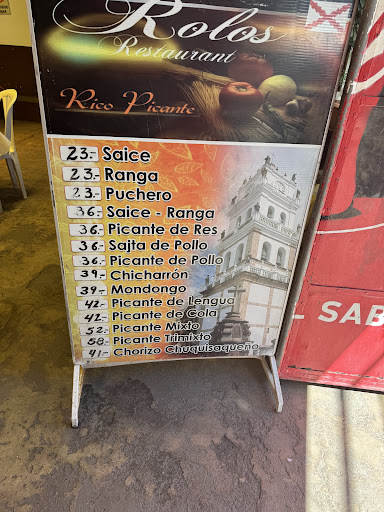 Rolos
Restaurant
Rico Picante
23.- Saice
23.- Ranga
23.- Puchero
36.- Saice - Ranga
36.- Picante de Res
36.- Sajta de Pollo
36.- Picante de Pollo
39.- Chicharrón
39.- Mondongo
42.- Picante de Lengua
42.- Picante de Cola
52.- Picante Mixto
58.- Picante Trimixto
41.- Chorizo Chuquisaqueño
L SAB